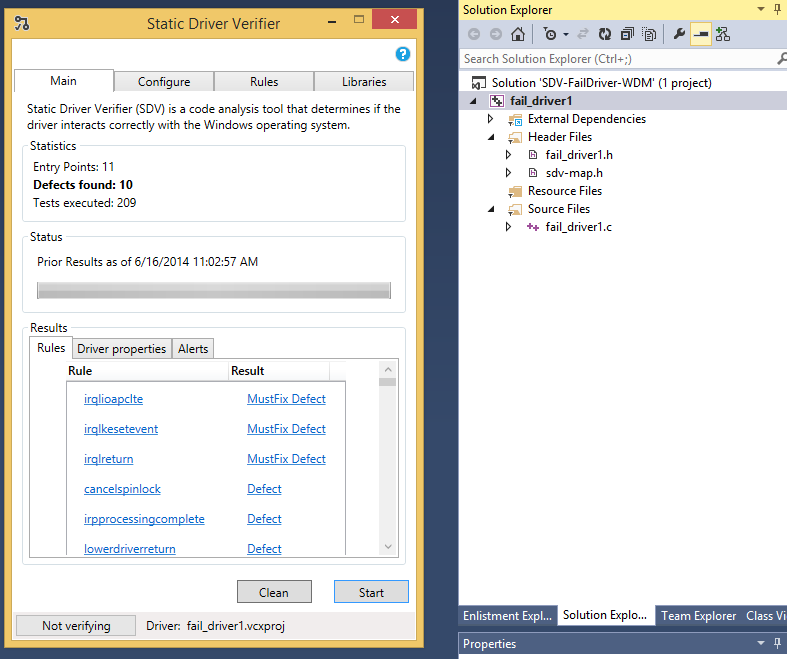 Static Driver Verifier
Main
Configure
Rules
Libraries
Static Driver Verifier (SDV) is a code analysis tool that determines if the
driver interacts correctly with the Windows operating system.
Statistics
Entry Points: 11
Defects found: 10
Tests executed: 209
Status
Prior Results as of 6/16/2014 11:02:57 AM
Results
Rules
Driver properties
Alerts
Rule Result
irqlioapclte MustFix Defect
irqlkesetevent MustFix Defect
irqlreturn MustFix Defect
cancelspinlock Defect
irpprocessingcomplete Defect
lowerdriverreturn Defect
Clean
Start
Not verifying
Driver: fail_driver1.vcxproj
Solution Explorer
Search Solution Explorer (Ctrl+;)
Solution 'SDV-FailDriver-WDM' (1 project)
fail_driver1
External Dependencies
Header Files
fail_driver1.h
sdv-map.h
Resource Files
Source Files
fail_driver1.c
Enlistment Expl...
Solution Explo...
Team Explorer
Class Vi
Properties